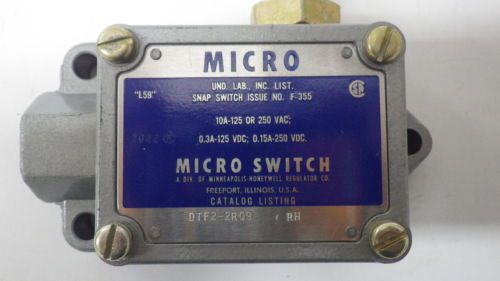 MICRO
UND. LAB., INC. LIST.
"L59" SNAP SWITCH ISSUE NO. F-355
10A-125 OR 250 VAC;
0.3A-125 VDC; 0.15A-250 VDC.
MICRO SWITCH
A DIV. OF MINNEAPOLIS-HONEYWELL REGULATOR CO.
FREEPORT, ILLINOIS, U.S.A.
CATALOG LISTING
DTF2-2RQ9 RH